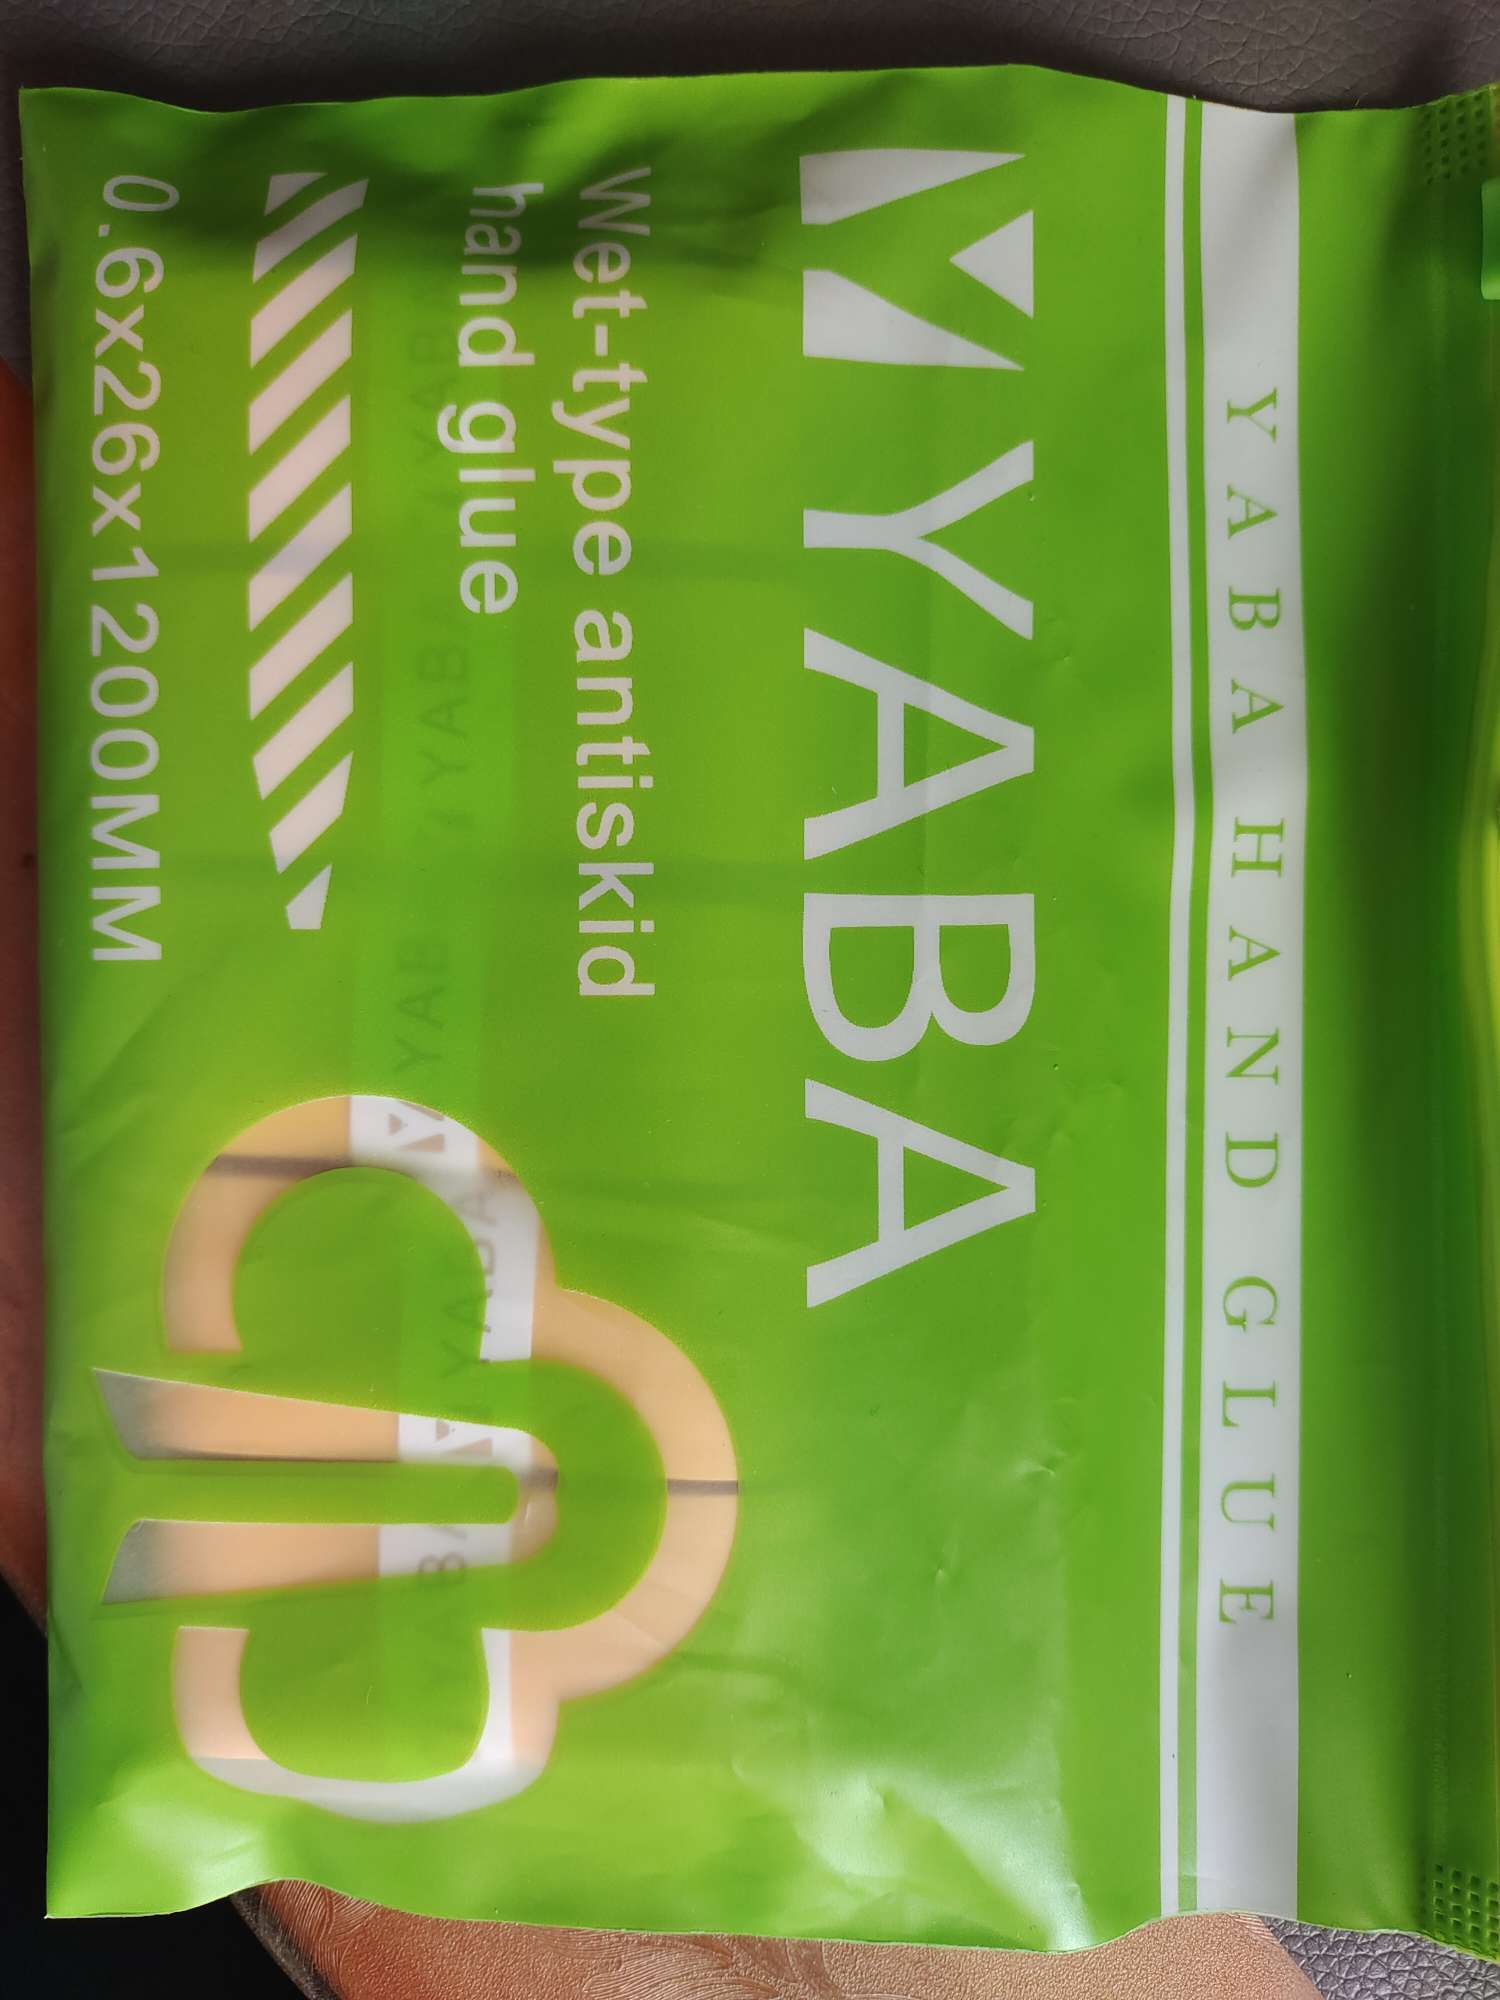 YABA HAND GLUE
YABA
Wet-type antiskid
hand glue
0.6x26x1200MM